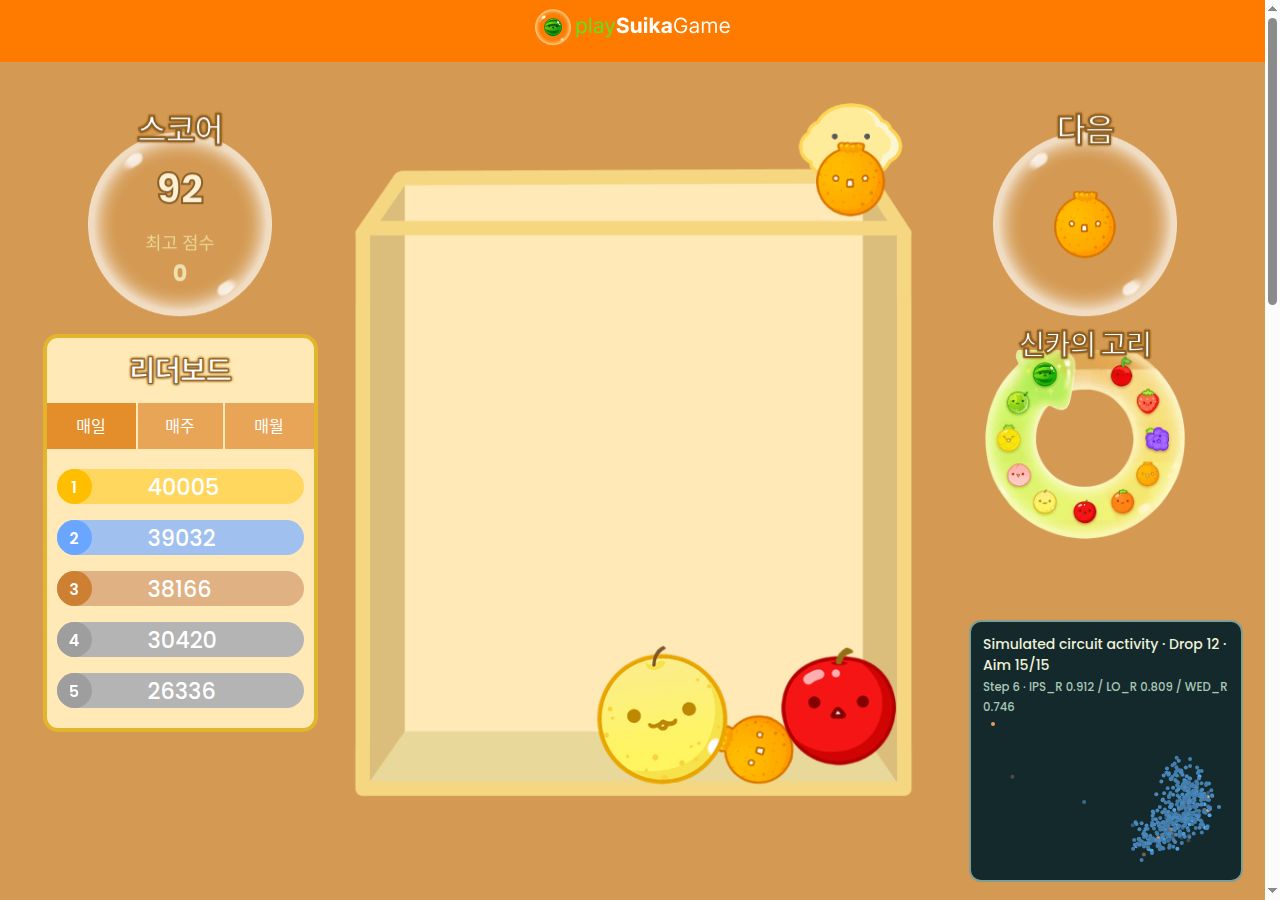 playSuikaGame
스코어
92
최고 점수
0
다음
신카의 고리
리더보드
매일 매주 매월
1 40005
2 39032
3 38166
4 30420
5 26336
Simulated circuit activity · Drop 12 ·
Aim 15/15
Step 6 · IPS_R 0.912 / LO_R 0.809 / WED_R
0.746